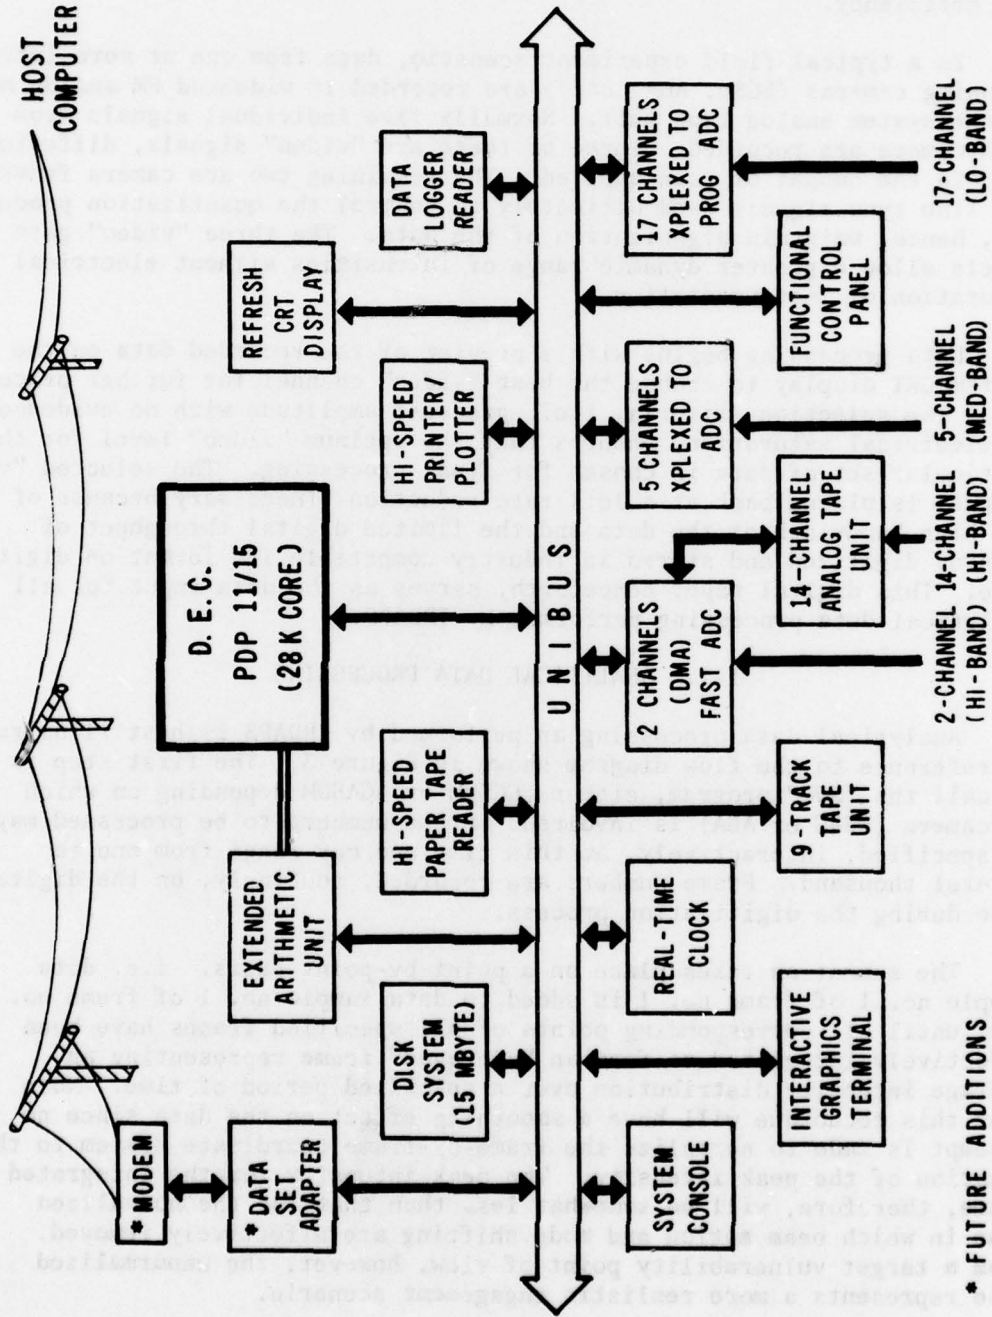 HOST
COMPUTER
* MODEM
* DATA
SET
ADAPTER
DISK
SYSTEM
(15 MBYTE)
EXTENDED
ARITHMETIC
UNIT
HI-SPEED
PAPER TAPE
READER
D. E. C.
PDP 11/15
(28 K CORE)
HI-SPEED
PRINTER/
PLOTTER
REFRESH
CRT
DISPLAY
DATA
LOGGER
READER
UNIBUS
SYSTEM
CONSOLE
INTERACTIVE
GRAPHICS
TERMINAL
REAL-TIME
CLOCK
9 TRACK
TAPE
UNIT
2 CHANNELS
(DMA) TO
FAST ADC
14 CHANNEL
ANALOG TAPE
UNIT
5 CHANNELS
XPLEXED TO
ADC
FUNCTIONAL
CONTROL
PANEL
17 CHANNELS
XPLEXED TO
PROG ADC
2-CHANNEL 14-CHANNEL 5-CHANNEL 17-CHANNEL
(HI-BAND) (HI-BAND) (MED-BAND) (LO-BAND)
* FUTURE ADDITIONS